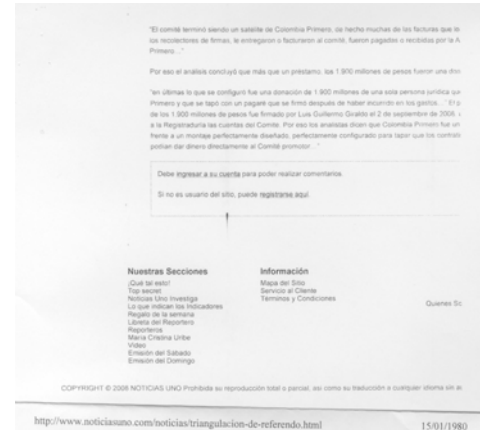 "El comité terminó siendo un satélite de Colombia Primero, de hecho muchas de las facturas que le
los recolectores de firmas, le entregaron o facturaron al comité, fueron pagadas o recibidas por la A
Primero..."
Por eso el análisis concluyó que más que un préstamo, los 1.900 millones de pesos fueron una
"en últimas lo que se configuró fue una donación de 1.900 millones de una sola persona jurídica que
Primero y que se tapó con un pagaré que se firmó después de haber incurrido en los gastos..." El
de los 1.900 millones de pesos fue firmado por Luis Guillermo Giraldo el 2 de septiembre de 2008,
a la Registraduría las cuentas del Comité. Por eso los analistas dicen que Colombia Primero fue un
frente a un montaje perfectamente diseñado, perfectamente configurado para tapar que los
podían dar dinero directamente al Comité promotor..."
Debe ingresar a su cuenta para poder realizar comentarios.
Si no es usuario del sitio, puede registrarse aquí.
Nuestras Secciones
¡Qué tal esto!
Top secret
Noticias Uno Investiga
Lo que indican los Indicadores
Regalo de la semana
Libreta del Reportero
Reporteros
Maria Cristina Uribe
Video
Emisión del Sábado
Emisión del Domingo
Información
Mapa del Sitio
Servicio al Cliente
Términos y Condiciones
Quienes So
COPYRIGHT © 2008 NOTICIAS UNO Prohibida su reproducción total o parcial, así como su traducción a cualquier idioma sin
http://www.noticiasuno.com/noticias/triangulacion-de-referendo.html
15/01/1980